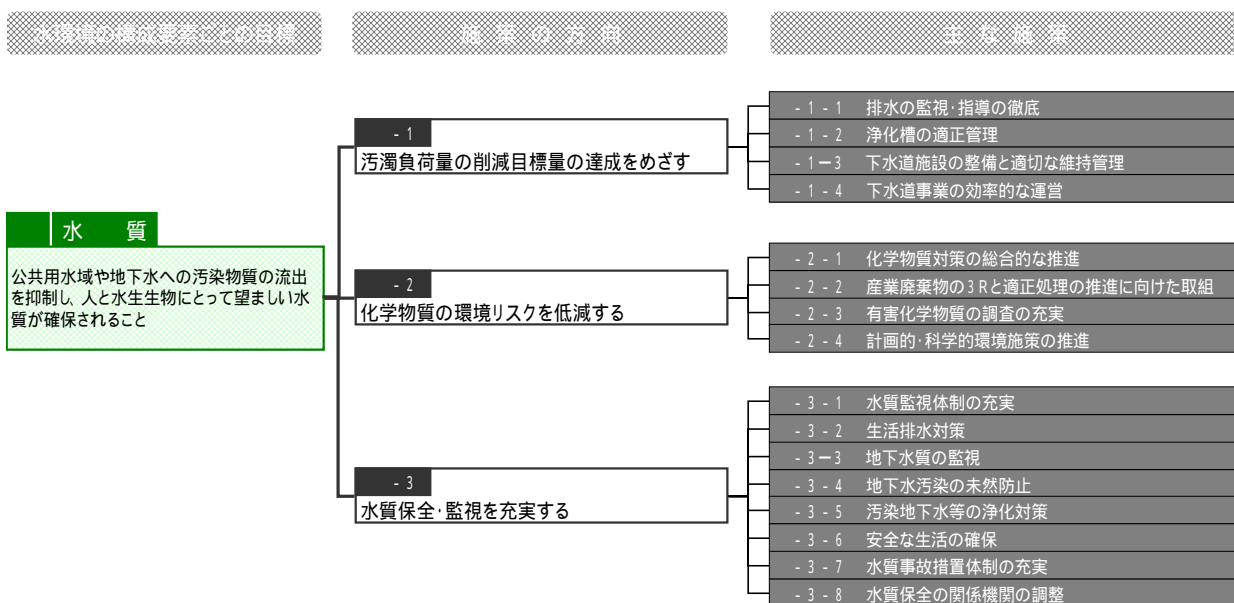 水環境の構成要素ごとの目標
施策の方向
主な施策
水　質
公共用水域や地下水への汚染物質の流出
を抑制し、人と水生生物にとって望ましい水
質が確保されること
-1
汚濁負荷量の削減目標量の達成をめざす
-1-1 排水の監視・指導の徹底
-1-2 浄化槽の適正管理
-1ー3 下水道施設の整備と適切な維持管理
-1-4 下水道事業の効率的な運営
-2
化学物質の環境リスクを低減する
-2-1 化学物質対策の総合的な推進
-2-2 産業廃棄物の3Rと適正処理の推進に向けた取組
-2-3 有害化学物質の調査の充実
-2-4 計画的・科学的環境施策の推進
-3
水質保全・監視を充実する
-3-1 水質監視体制の充実
-3-2 生活排水対策
-3ー3 地下水質の監視
-3-4 地下水汚染の未然防止
-3-5 汚染地下水等の浄化対策
-3-6 安全な生活の確保
-3-7 水質事故措置体制の充実
-3-8 水質保全の関係機関の調整